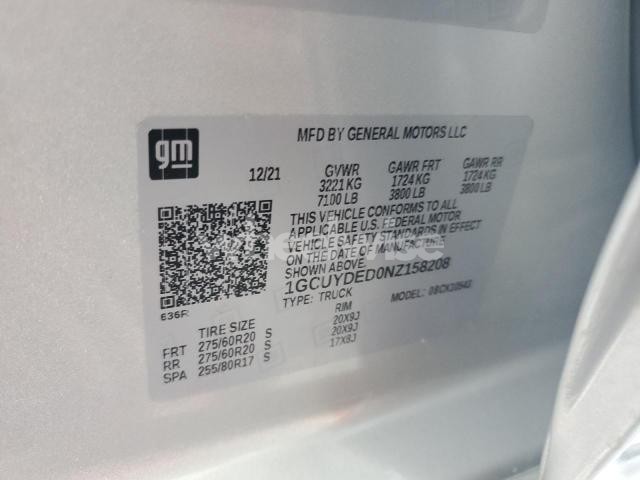 gm
MFD BY GENERAL MOTORS LLC
12/21 GVWR GAWR FRT GAWR RR
3221 KG 1724 KG 1724 KG
7100 LB 3800 LB 3800 LB
THIS VEHICLE CONFORMS TO ALL
APPLICABLE U.S. FEDERAL MOTOR
VEHICLE SAFETY STANDARDS IN EFFECT
ON THE DATE OF MANUFACTURE
SHOWN ABOVE.
1GCUYDED0NZ158208
TYPE: TRUCK MODEL: 08CK10543
636R
TIRE SIZE RIM
FRT 275/60R20 S 20X9J
RR 275/60R20 S 20X9J
SPA 255/80R17 S 17X8J